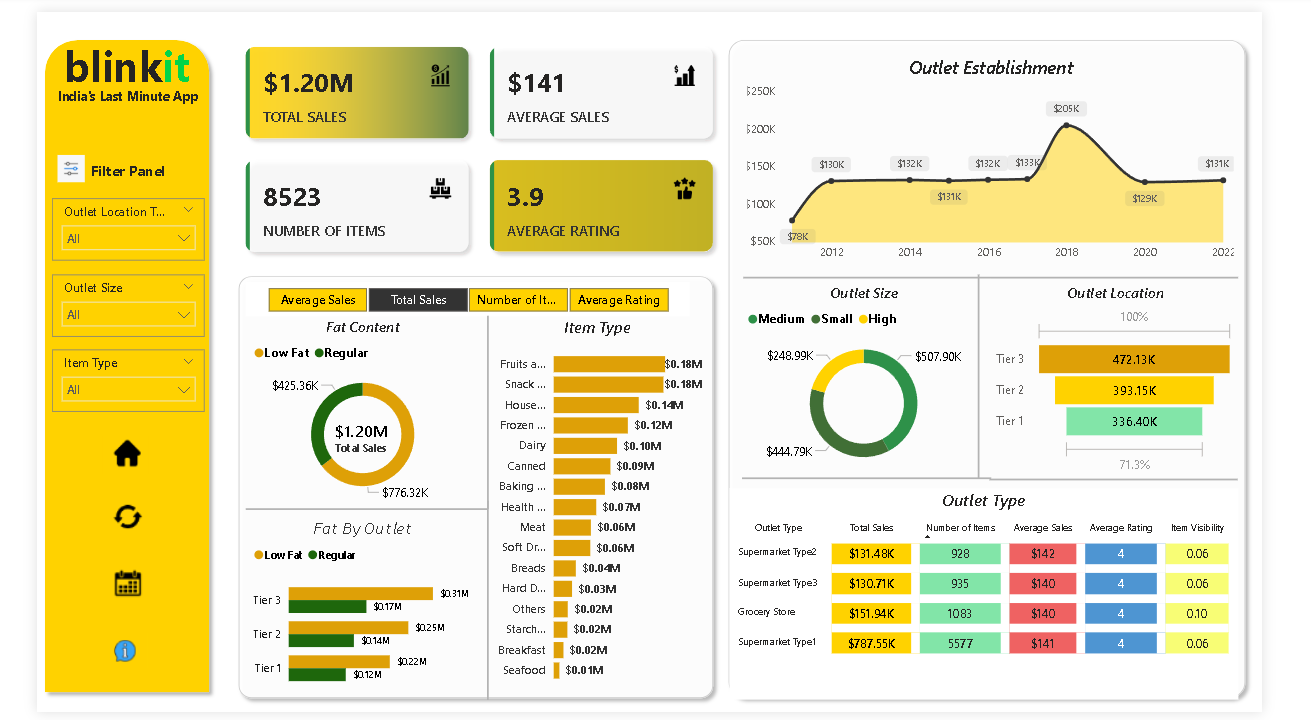 blinkit
India's Last Minute App
Filter Panel
Outlet Location T...
All
Outlet Size
All
Item Type
All
$1.20M
TOTAL SALES
$141
AVERAGE SALES
8523
NUMBER OF ITEMS
3.9
AVERAGE RATING
Average Sales
Total Sales
Number of It...
Average Rating
Fat Content
Low Fat
Regular
$425.36K
$1.20M
Total Sales
$776.32K
Fat By Outlet
Low Fat
Regular
Tier 3
$0.31M
$0.17M
Tier 2
$0.25M
$0.14M
Tier 1
$0.22M
$0.12M
Item Type
Fruits a...
$0.18M
Snack ...
$0.18M
House...
$0.14M
Frozen ...
$0.12M
Dairy
$0.10M
Canned
$0.09M
Baking ...
$0.08M
Health ...
$0.07M
Meat
$0.06M
Soft Dr...
$0.06M
Breads
$0.04M
Hard D...
$0.03M
Others
$0.02M
Starch...
$0.02M
Breakfast
$0.02M
Seafood
$0.01M
Outlet Establishment
$250K
$200K
$150K
$100K
$50K
$78K
$130K
$132K
$131K
$132K
$133K
$205K
$129K
$131K
2012
2014
2016
2018
2020
2022
Outlet Size
Medium
Small
High
$248.99K
$507.90K
$444.79K
Outlet Location
100%
Tier 3
472.13K
Tier 2
393.15K
Tier 1
336.40K
71.3%
Outlet Type
Outlet Type Total Sales Number of Items Average Sales Average Rating Item Visibility
Supermarket Type2 $131.48K 928 $142 4 0.06
Supermarket Type3 $130.71K 935 $140 4 0.06
Grocery Store $151.94K 1083 $140 4 0.10
Supermarket Type1 $787.55K 5577 $141 4 0.06